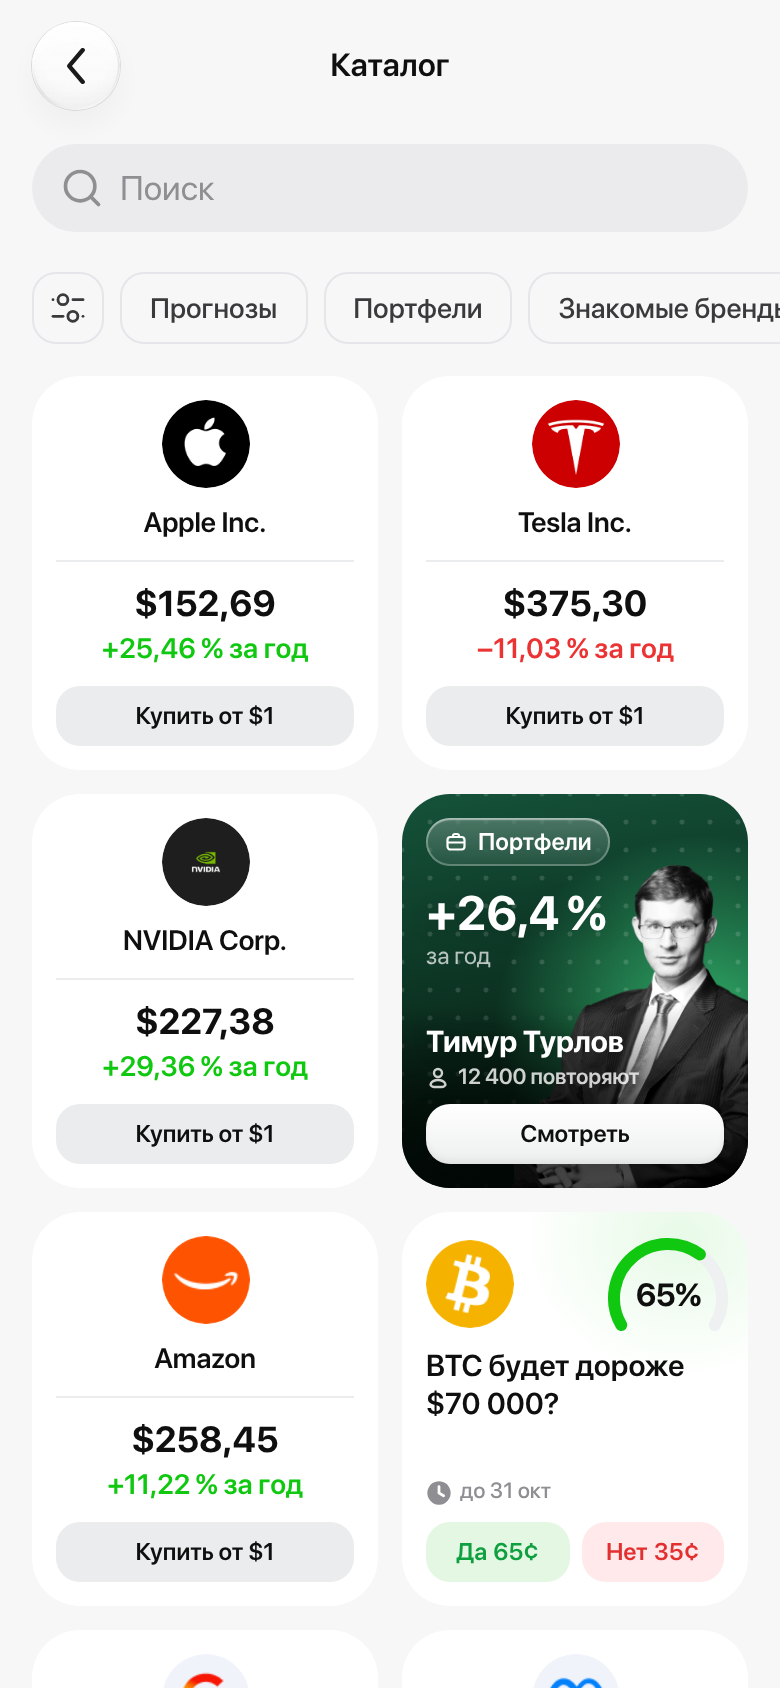 Каталог
Поиск
Прогнозы
Портфели
Знакомые бренды
Apple Inc.
$152,69
+25,46 % за год
Купить от $1
Tesla Inc.
$375,30
−11,03 % за год
Купить от $1
NVIDIA
NVIDIA Corp.
$227,38
+29,36 % за год
Купить от $1
Портфели
+26,4 %
за год
Тимур Турлов
12 400 повторяют
Смотреть
Amazon
$258,45
+11,22 % за год
Купить от $1
65%
BTC будет дороже
$70 000?
до 31 окт
Да 65¢
Нет 35¢